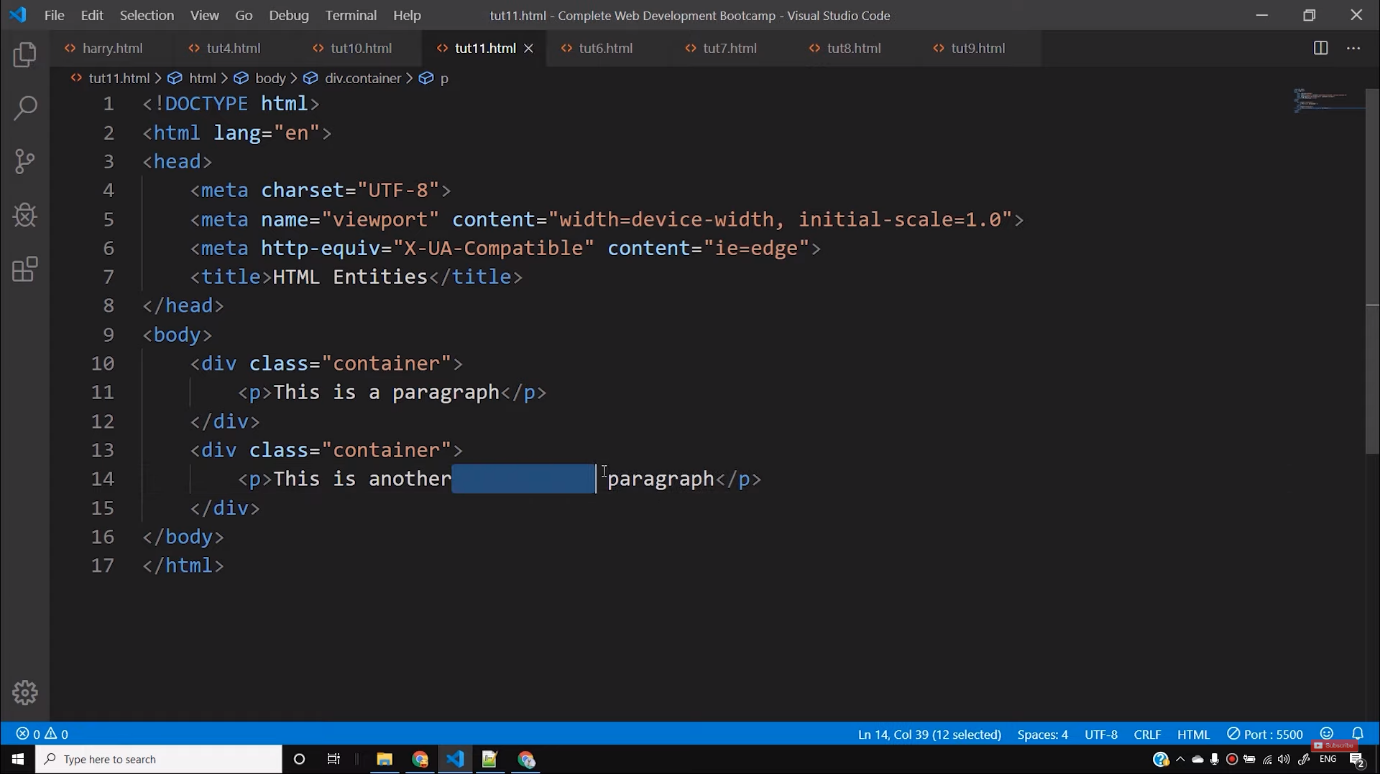 File Edit Selection View Go Debug Terminal Help tut11.html - Complete Web Development Bootcamp - Visual Studio Code
harry.html tut4.html tut10.html tut11.html tut6.html tut7.html tut8.html tut9.html
tut11.html > html > body > div.container > p
1 <!DOCTYPE html>
2 <html lang="en">
3 <head>
4     <meta charset="UTF-8">
5     <meta name="viewport" content="width=device-width, initial-scale=1.0">
6     <meta http-equiv="X-UA-Compatible" content="ie=edge">
7     <title>HTML Entities</title>
8 </head>
9 <body>
10     <div class="container">
11         <p>This is a paragraph</p>
12     </div>
13     <div class="container">
14         <p>This is another             paragraph</p>
15     </div>
16 </body>
17 </html>
0 0 Ln 14, Col 39 (12 selected) Spaces: 4 UTF-8 CRLF HTML Port : 5500
Subscribe
Type here to search ENG 2